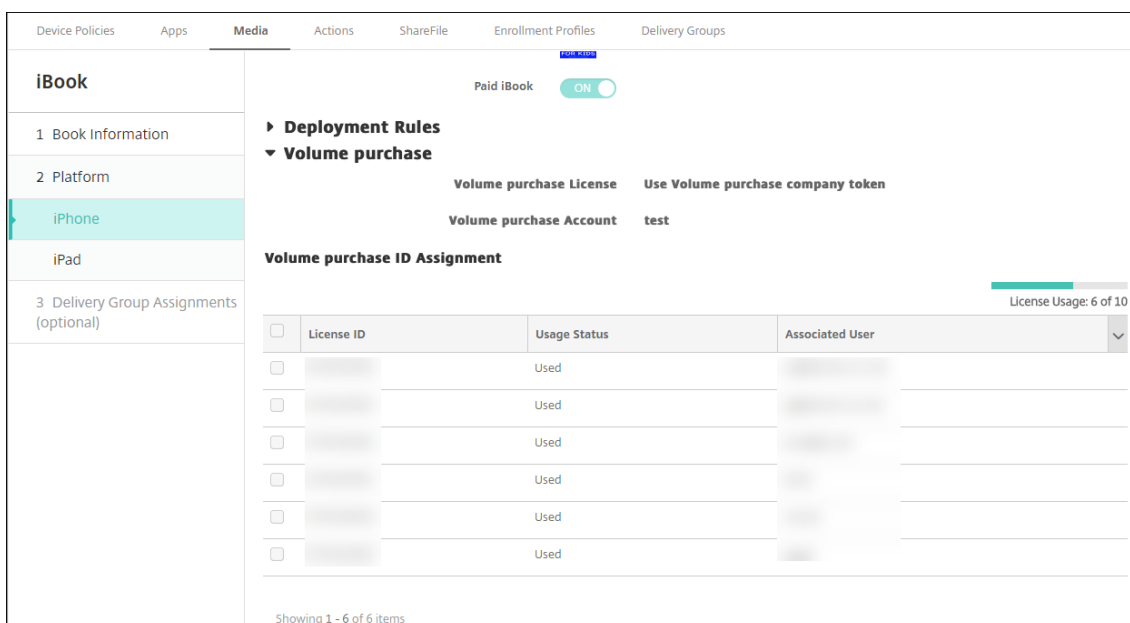 Device Policies Apps Media Actions ShareFile Enrollment Profiles Delivery Groups
iBook
1 Book Information
2 Platform
iPhone
iPad
3 Delivery Group Assignments
(optional)
FOR KIDS
Paid iBook ON
Deployment Rules
Volume purchase
Volume purchase License Use Volume purchase company token
Volume purchase Account test
Volume purchase ID Assignment
License Usage: 6 of 10
License ID Usage Status Associated User
Used
Used
Used
Used
Used
Used
Showing 1 - 6 of 6 items